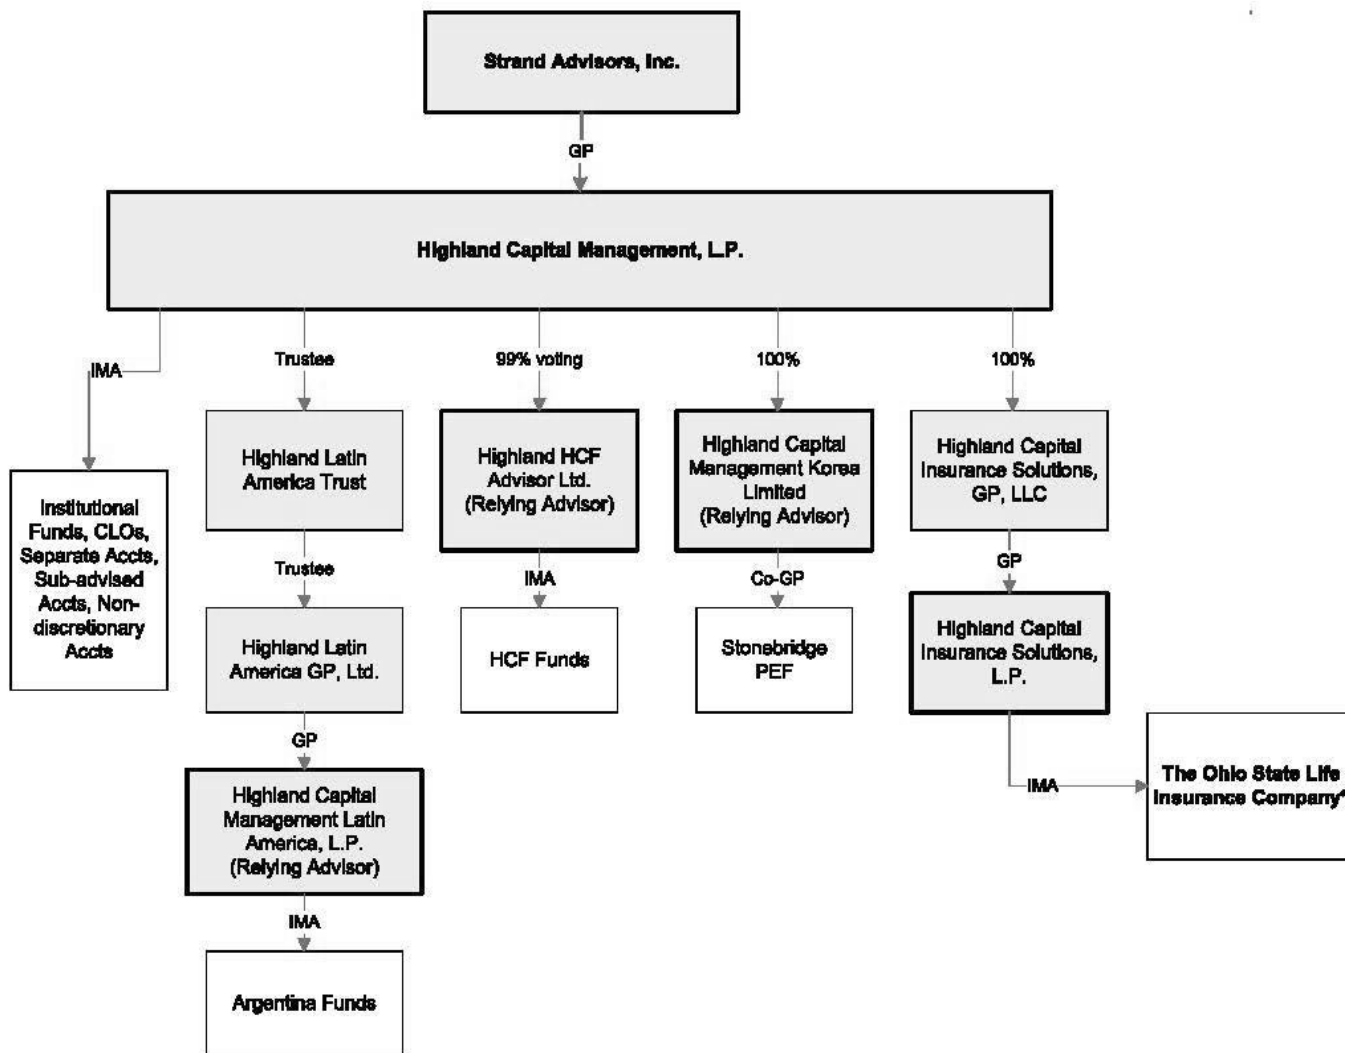 Strand Advisors, Inc.
GP
Highland Capital Management, L.P.
IMA
Trustee
99% voting
100%
100%
Institutional
Funds, CLOs,
Separate Accts,
Sub-advised
Accts, Non-
discretionary
Accts
Highland Latin
America Trust
Highland HCF
Advisor Ltd.
(Relying Advisor)
Highland Capital
Management Korea
Limited
(Relying Advisor)
Highland Capital
Insurance Solutions,
GP, LLC
Trustee
IMA
Co-GP
GP
Highland Latin
America GP, Ltd.
HCF Funds
Stonebridge
PEF
Highland Capital
Insurance Solutions,
L.P.
GP
IMA
The Ohio State Life
Insurance Company*
Highland Capital
Management Latin
America, L.P.
(Relying Advisor)
IMA
Argentina Funds